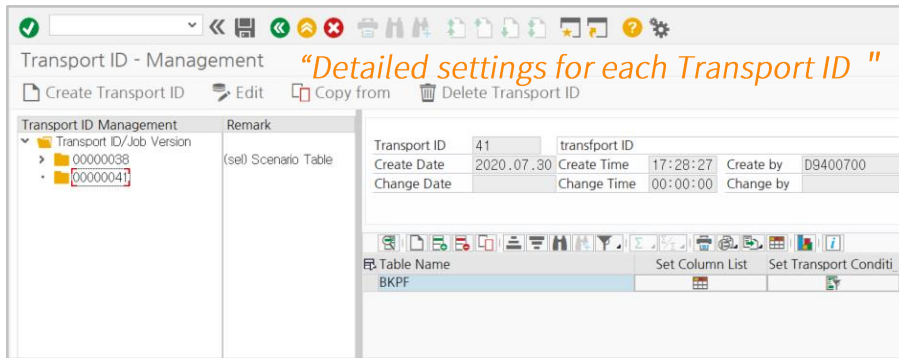 Transport ID - Management
“Detailed settings for each Transport ID "
Create Transport ID Edit Copy from Delete Transport ID
Transport ID Management Remark
Transport ID/Job Version
00000038 (sel) Scenario Table
00000041
Transport ID 41 transfport ID
Create Date 2020.07.30 Create Time 17:28:27 Create by D9400700
Change Date Change Time 00:00:00 Change by
Table Name Set Column List Set Transport Conditi_
BKPF